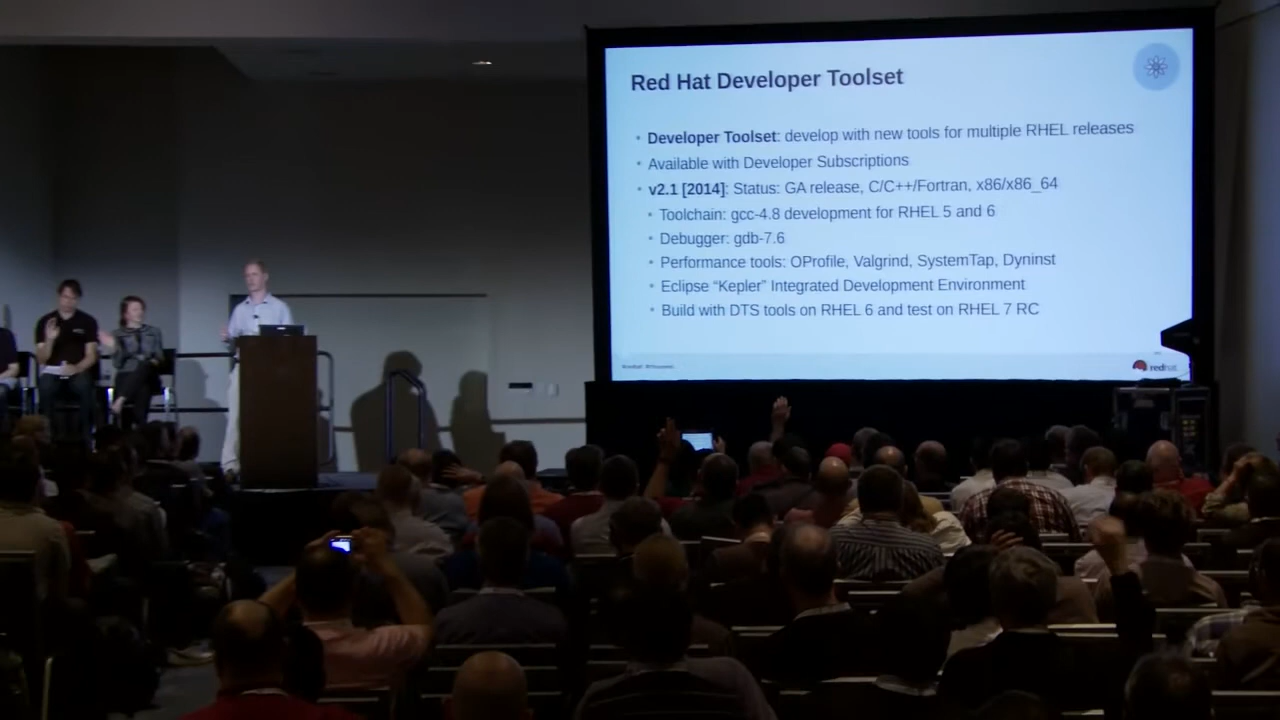 Red Hat Developer Toolset
• Developer Toolset: develop with new tools for multiple RHEL releases
• Available with Developer Subscriptions
• v2.1 [2014]: Status: GA release, C/C++/Fortran, x86/x86_64
• Toolchain: gcc-4.8 development for RHEL 5 and 6
• Debugger: gdb-7.6
• Performance tools: OProfile, Valgrind, SystemTap, Dyninst
• Eclipse “Kepler” Integrated Development Environment
• Build with DTS tools on RHEL 6 and test on RHEL 7 RC
redhat